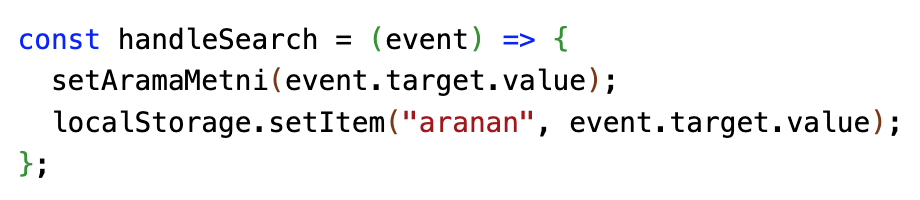 const handleSearch = (event) => {
  setAramaMetni(event.target.value);
  localStorage.setItem("aranan", event.target.value);
};